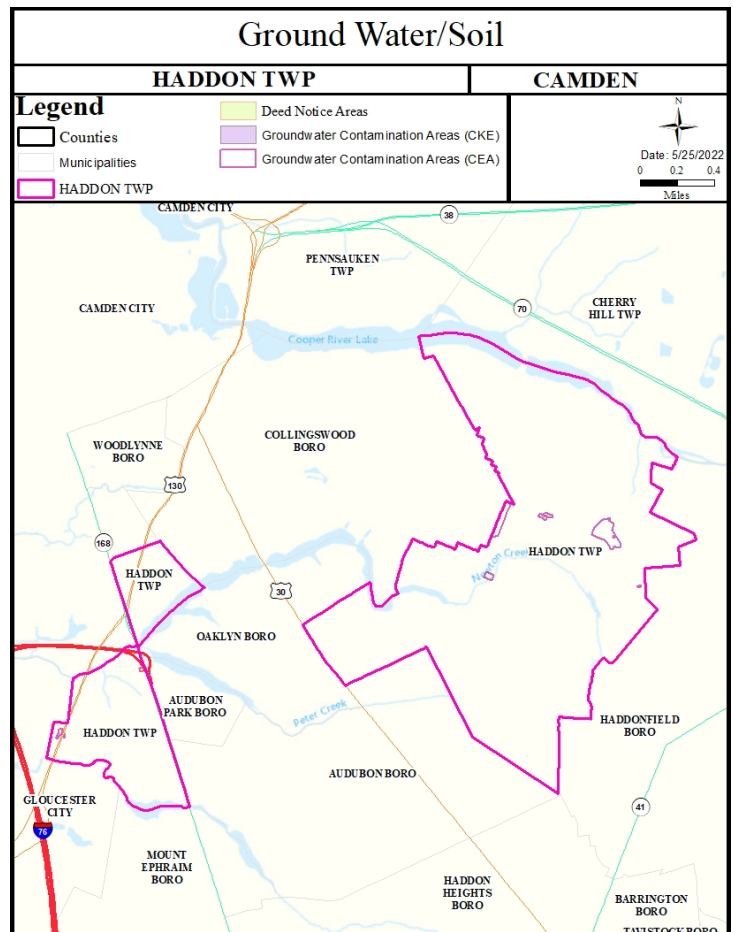 Ground Water/Soil
HADDON TWP
CAMDEN
Legend
Counties
Municipalities
HADDON TWP
Deed Notice Areas
Groundwater Contamination Areas (CKE)
Groundwater Contamination Areas (CEA)
N
Date: 5/25/2022
0 0.2 0.4
Miles
CAMDEN CITY
38
PENNSAUKEN
TWP
CAMDEN CITY
70
CHERRY
HILL TWP
Cooper River Lake
COLLINGSWOOD
BORO
WOODLYNNE
BORO
130
168
HADDON TWP
Newton Creek
HADDON
TWP
30
OAKLYN BORO
AUDUBON
PARK BORO
Peter Creek
HADDON TWP
HADDONFIELD
BORO
AUDUBON BORO
GLOUCESTER
CITY
76
41
MOUNT
EPHRAIM
BORO
HADDON
HEIGHTS
BORO
BARRINGTON
BORO
TAVISTOCK BORO